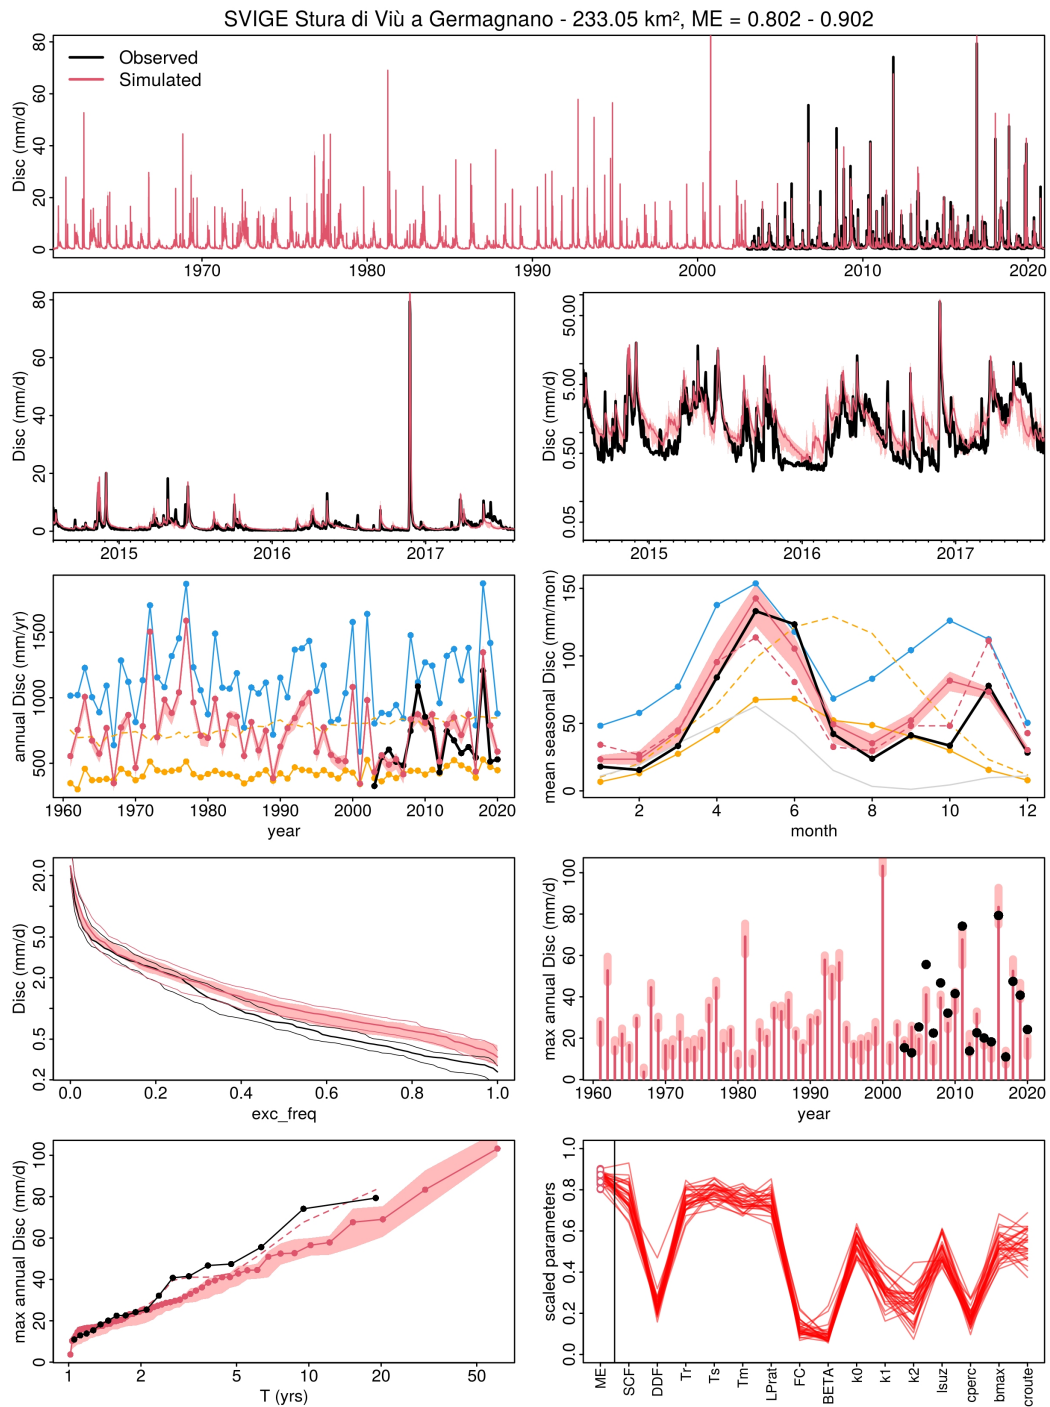 SVIGE Stura di Viù a Germagnano - 233.05 km², ME = 0.802 - 0.902
Disc (mm/d)
0 20 40 60 80
Observed
Simulated
1970 1980 1990 2000 2010 2020
Disc (mm/d)
0 20 40 60 80
2015 2016 2017
Disc (mm/d)
0.05 0.50 5.00 50.00
2015 2016 2017
annual Disc (mm/yr)
500 1000 1500
1960 1970 1980 1990 2000 2010 2020
year
mean seasonal Disc (mm/mon)
0 50 100 150
2 4 6 8 10 12
month
Disc (mm/d)
0.2 0.5 2.0 5.0 20.0
0.0 0.2 0.4 0.6 0.8 1.0
exc_freq
max annual Disc (mm/d)
0 20 40 60 80 100
1960 1970 1980 1990 2000 2010 2020
year
max annual Disc (mm/d)
0 20 40 60 80 100
1 2 5 10 20 50
T (yrs)
scaled parameters
0.0 0.2 0.4 0.6 0.8 1.0
ME SCF DDF Tr Ts Tm LPrat FC BETA k0 k1 k2 lsuz cperc bmax croute